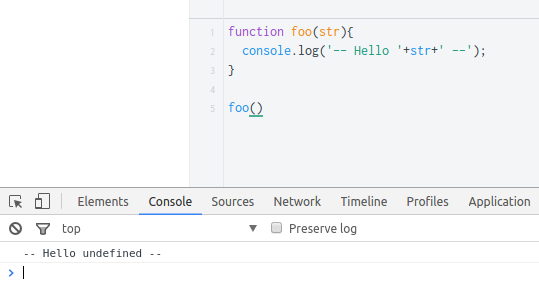 1 function foo(str){
2 console.log('-- Hello '+str+' --');
3 }
4
5 foo()
Elements Console Sources Network Timeline Profiles Application
top Preserve log
-- Hello undefined --
>